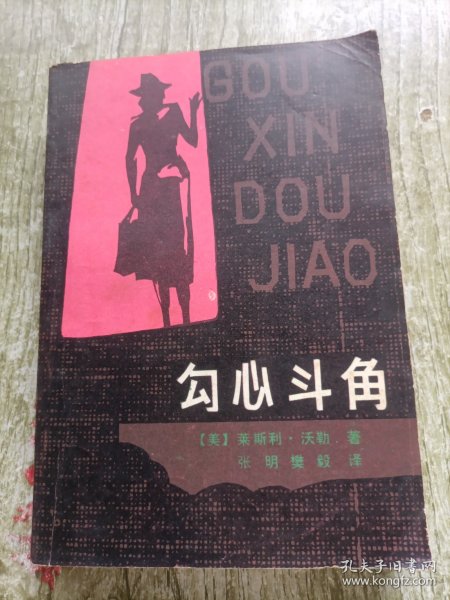 GOU
XIN
DOU
JIAO
勾心斗角
【美】莱斯利·沃勒 著
张明樊毅 译
孔夫子旧书网
www.kongfz.com